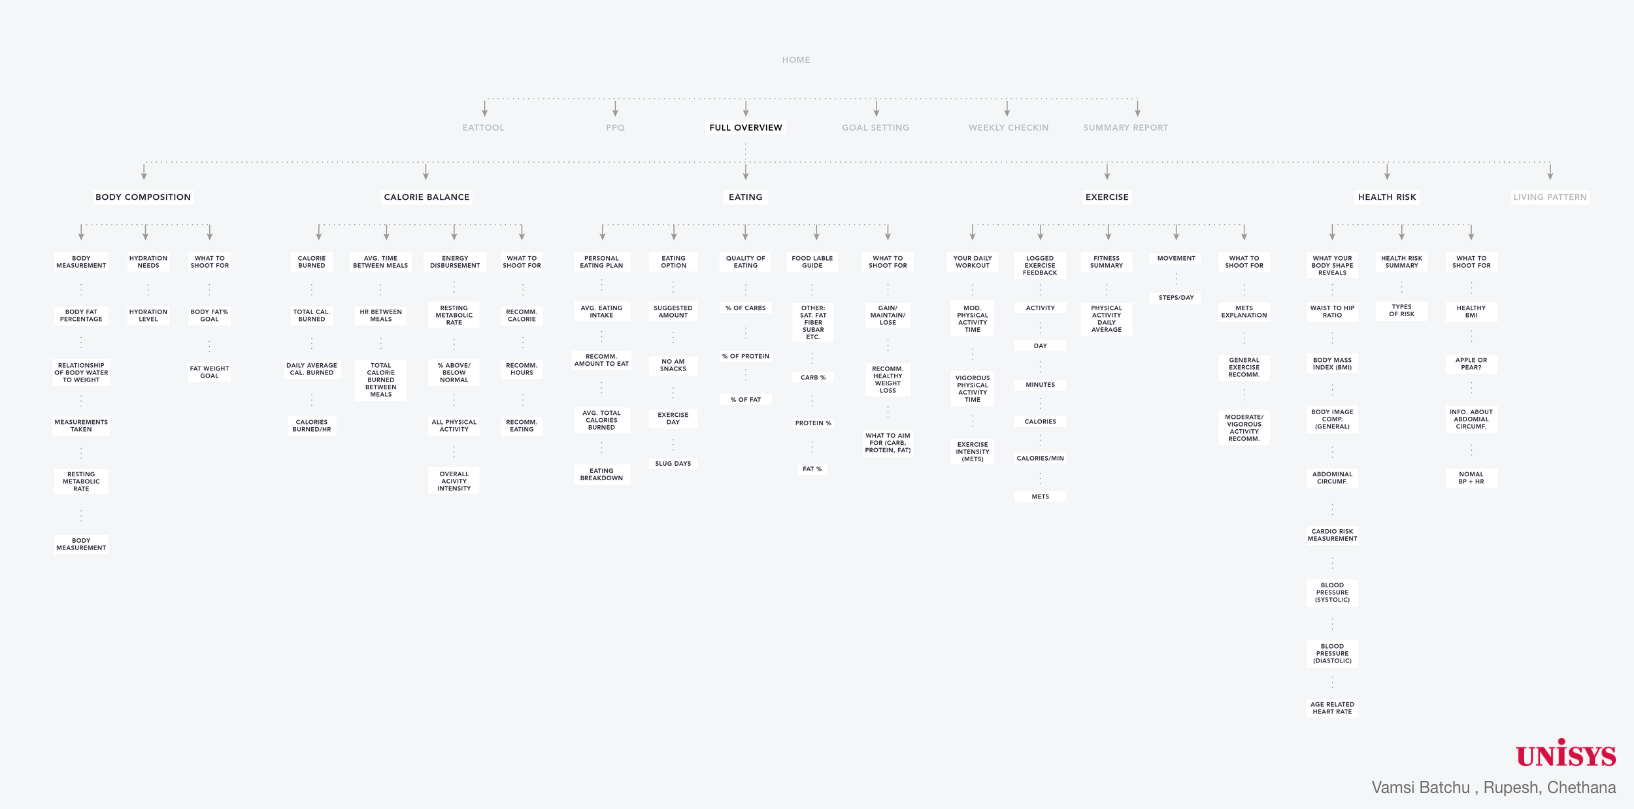 HOME
EATTOOL
PPQ
FULL OVERVIEW
GOAL SETTING
WEEKLY CHECKIN
SUMMARY REPORT
BODY COMPOSITION
CALORIE BALANCE
EATING
EXERCISE
HEALTH RISK
LIVING PATTERN
BODY
MEASUREMENT
BODY FAT
PERCENTAGE
RELATIONSHIP
OF BODY WATER
TO WEIGHT
MEASUREMENTS
TAKEN
RESTING
METABOLIC
RATE
BODY
MEASUREMENT
HYDRATION
NEEDS
HYDRATION
LEVEL
WHAT TO
SHOOT FOR
BODY FAT%
GOAL
FAT WEIGHT
GOAL
CALORIE
BURNED
TOTAL CAL.
BURNED
DAILY AVERAGE
CAL. BURNED
CALORIES
BURNED/HR
AVG. TIME
BETWEEN MEALS
HR BETWEEN
MEALS
TOTAL
CALORIE
BURNED
BETWEEN
MEALS
ENERGY
DISBURSEMENT
RESTING
METABOLIC
RATE
% ABOVE/
BELOW
NORMAL
ALL PHYSICAL
ACTIVITY
OVERALL
ACIVITY
INTENSITY
WHAT TO
SHOOT FOR
RECOMM.
CALORIE
RECOMM.
HOURS
RECOMM.
EATING
PERSONAL
EATING PLAN
AVG. EATING
INTAKE
RECOMM.
AMOUNT TO EAT
AVG. TOTAL
CALORIES
BURNED
EATING
BREAKDOWN
EATING
OPTION
SUGGESTED
AMOUNT
NO AM
SNACKS
EXERCISE
DAY
SLUG DAYS
QUALITY OF
EATING
% OF CARBS
% OF PROTEIN
% OF FAT
FOOD LABLE
GUIDE
OTHER:
SAT. FAT
FIBER
SUBAR
ETC.
CARB %
PROTEIN %
FAT %
WHAT TO
SHOOT FOR
GAIN/
MAINTAIN/
LOSE
RECOMM.
HEALTHY
WEIGHT
LOSS
WHAT TO AIM
FOR (CARB,
PROTEIN, FAT)
YOUR DAILY
WORKOUT
MOD.
PHYSICAL
ACTIVITY
TIME
VIGOROUS
PHYSICAL
ACTIVITY
TIME
EXERCISE
INTENSITY
(METS)
LOGGED
EXERCISE
FEEDBACK
ACTIVITY
DAY
MINUTES
CALORIES
CALORIES/MIN
METS
FITNESS
SUMMARY
PHYSICAL
ACTIVITY
DAILY
AVERAGE
MOVEMENT
STEPS/DAY
WHAT TO
SHOOT FOR
METS
EXPLANATION
GENERAL
EXERCISE
RECOMM.
MODERATE/
VIGOROUS
ACTIVITY
RECOMM.
WHAT YOUR
BODY SHAPE
REVEALS
WAIST TO HIP
RATIO
BODY MASS
INDEX (BMI)
BODY IMAGE
COMP.
(GENERAL)
ABDOMINAL
CIRCUMF.
CARDIO RISK
MEASUREMENT
BLOOD
PRESSURE
(SYSTOLIC)
BLOOD
PRESSURE
(DIASTOLIC)
AGE RELATED
HEART RATE
HEALTH RISK
SUMMARY
TYPES
OF RISK
WHAT TO
SHOOT FOR
HEALTHY
BMI
APPLE OR
PEAR?
INFO. ABOUT
ABDOMIAL
CIRCUMF.
NOMAL
BP + HR
UNISYS
Vamsi Batchu , Rupesh, Chethana